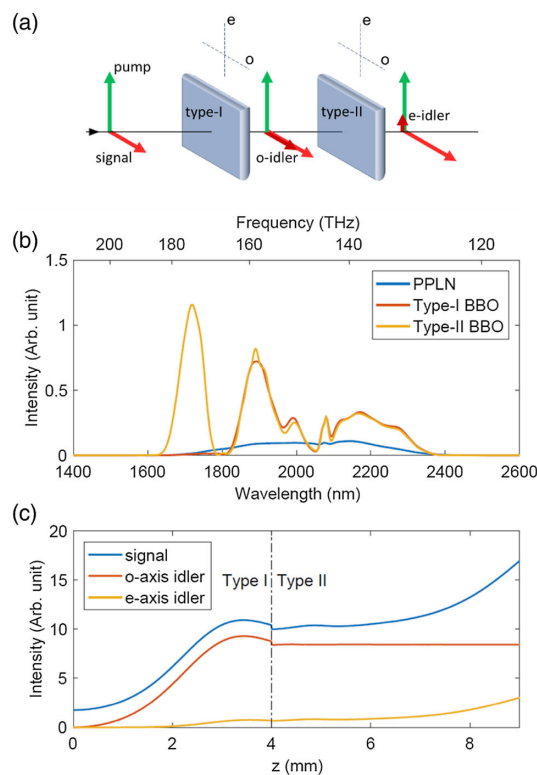 (a)
e
e
o
o
pump
type-I
type-II
e-idler
signal
o-idler
(b)
Frequency (THz)
200 180 160 140 120
1.5
1
0.5
0
Intensity (Arb. unit)
PPLN
Type-I BBO
Type-II BBO
1400 1600 1800 2000 2200 2400 2600
Wavelength (nm)
(c)
20
15
10
5
0
Intensity (Arb. unit)
signal
o-axis idler
e-axis idler
Type I Type II
0 2 4 6 8
z (mm)